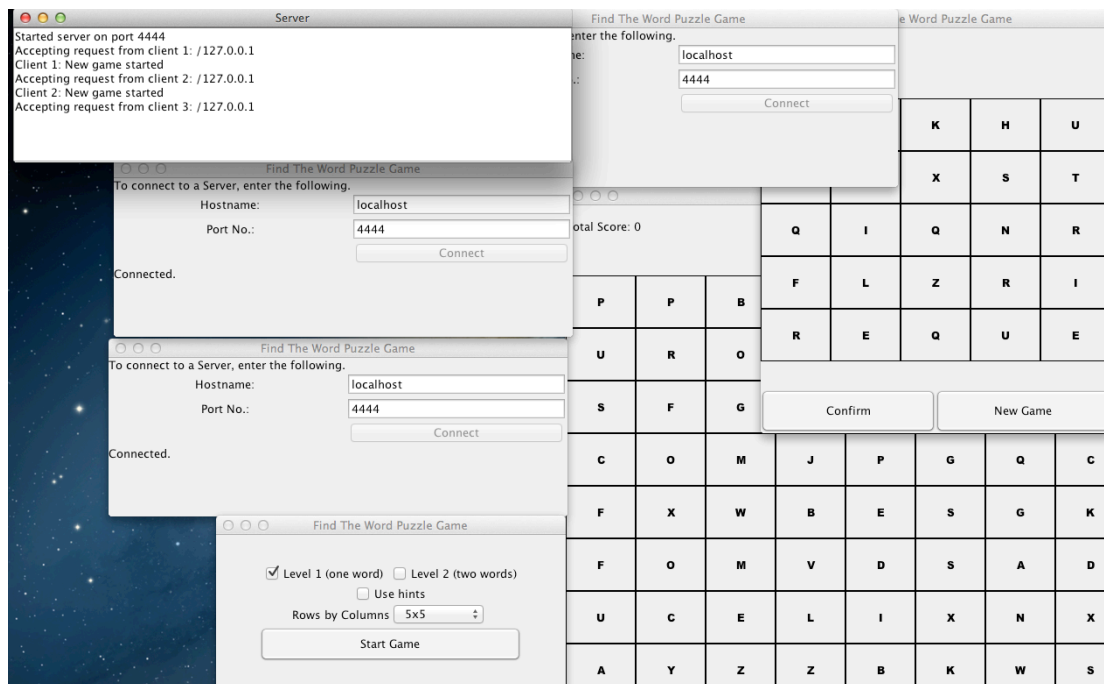 Server
Started server on port 4444
Accepting request from client 1: /127.0.0.1
Client 1: New game started
Accepting request from client 2: /127.0.0.1
Client 2: New game started
Accepting request from client 3: /127.0.0.1
Find The Word Puzzle Game
enter the following.
ne:
localhost
.:
4444
Connect
e Word Puzzle Game
K H U
X S T
Q I Q N R
F L Z R I
R E Q U E
Confirm
New Game
Find The Word Puzzle Game
To connect to a Server, enter the following.
Hostname:
localhost
Port No.:
4444
Connect
Connected.
Find The Word Puzzle Game
To connect to a Server, enter the following.
Hostname:
localhost
Port No.:
4444
Connect
Connected.
otal Score: 0
P P B
U R O
S F G
C O M J P G Q C
F X W B E S G K
F O M V D S A D
U C E L I X N X
A Y Z Z B K W S
Find The Word Puzzle Game
Level 1 (one word)
Level 2 (two words)
Use hints
Rows by Columns
5x5
Start Game